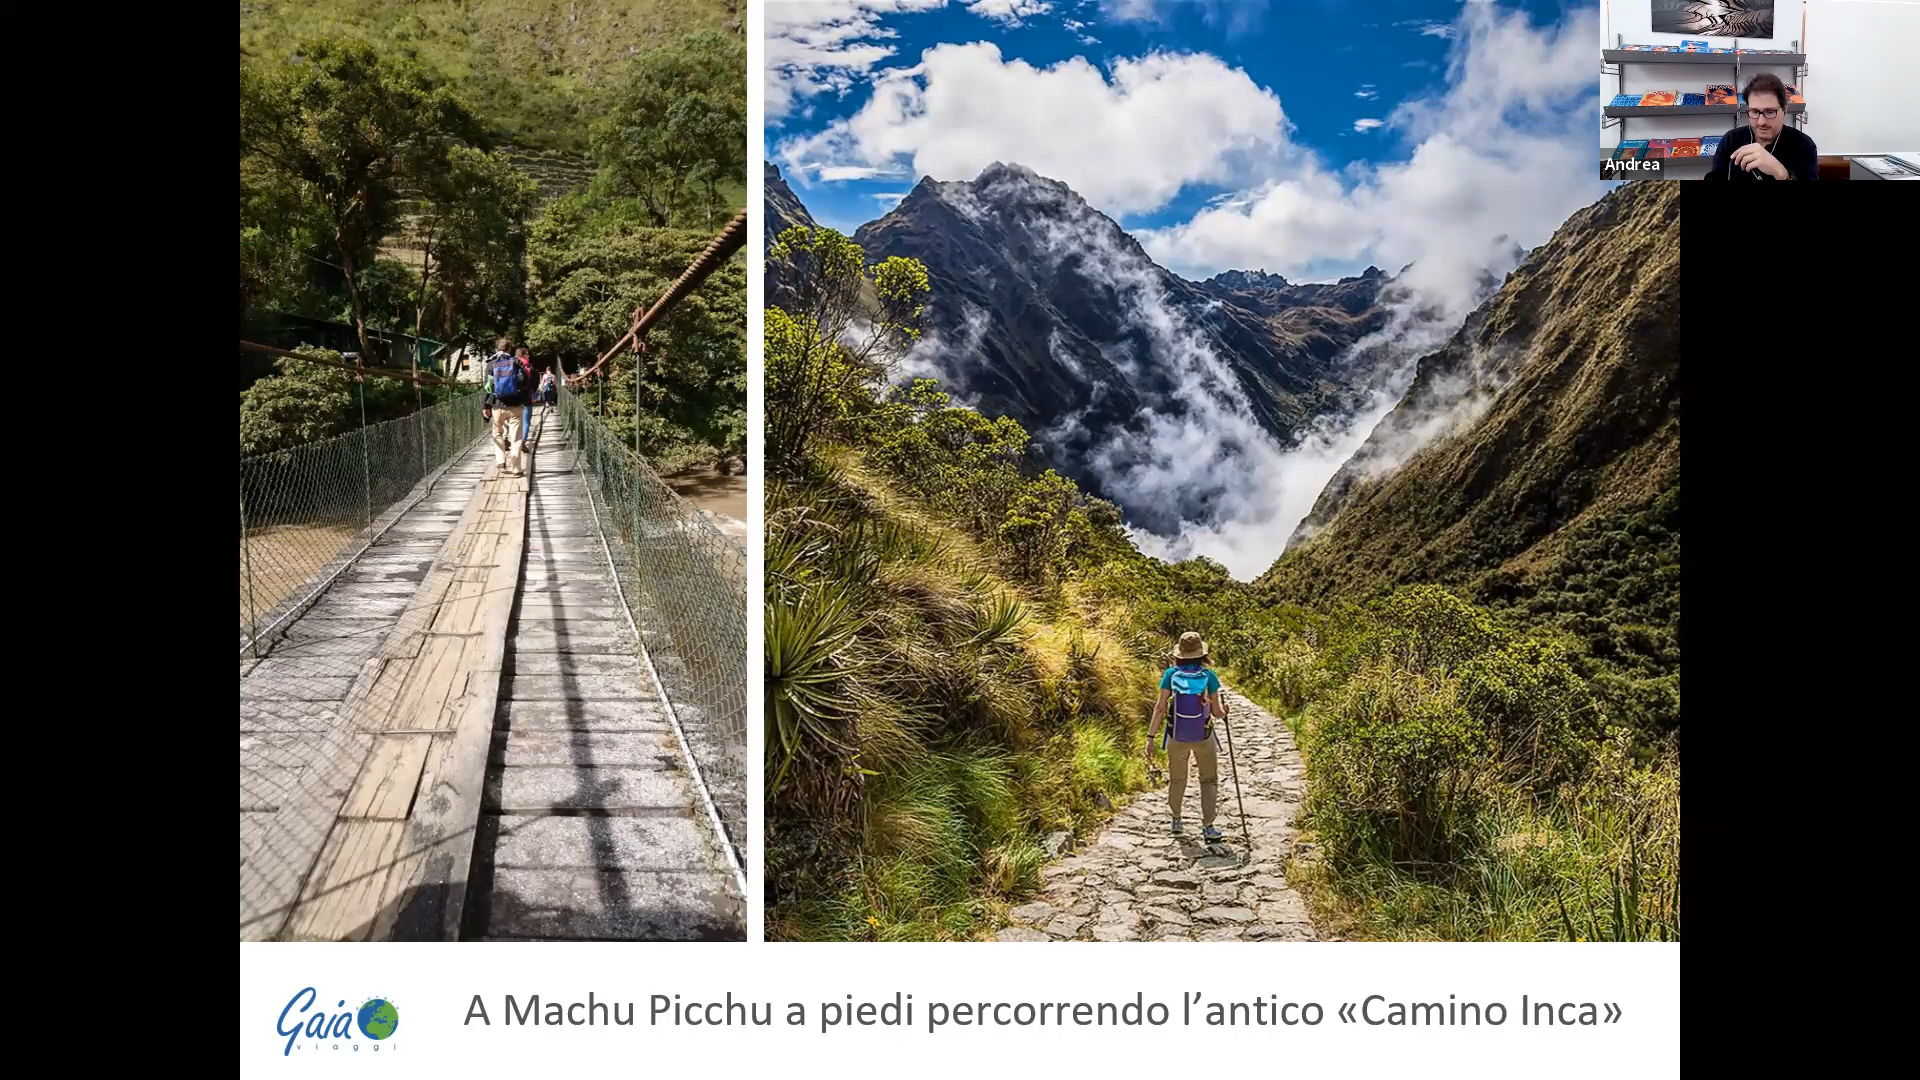 Andrea
Gaia
viaggi
A Machu Picchu a piedi percorrendo l’antico «Camino Inca»